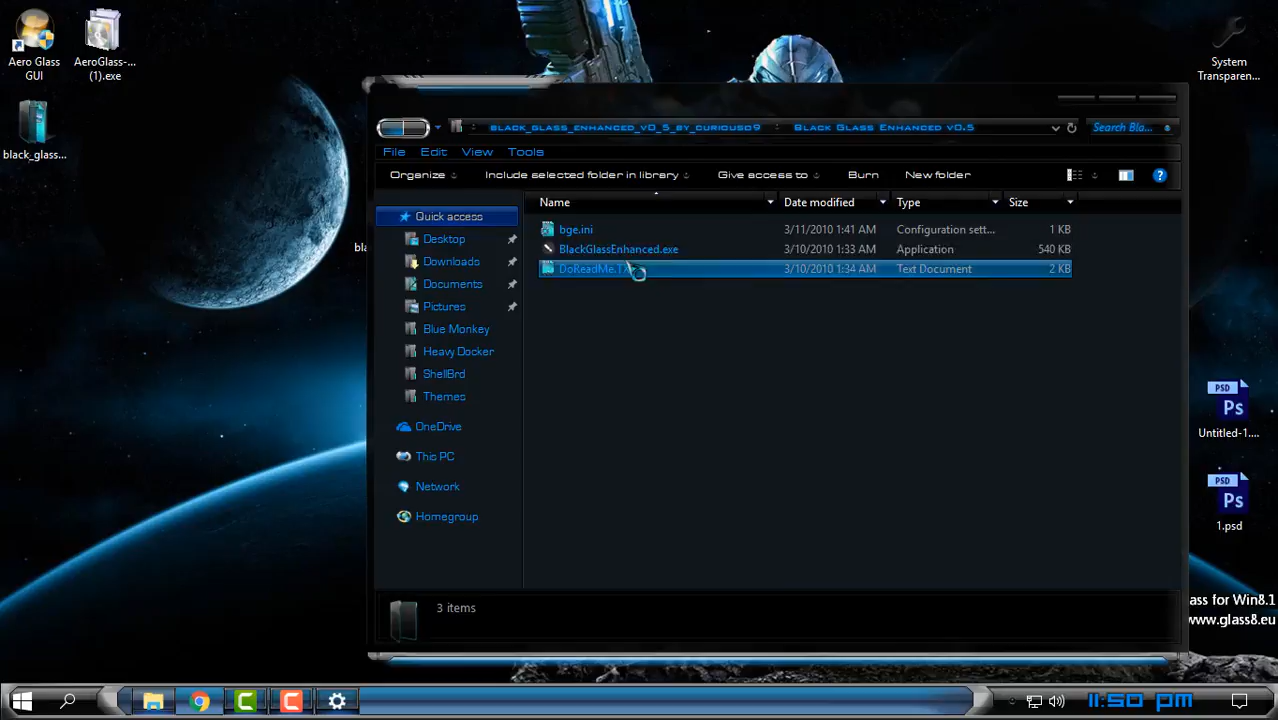 Aero Glass
GUI
AeroGlass-...
(1).exe
black_glass...
System
Transparen...
black_glass_enhanced_v0_5_by_curiouso9
Black Glass Enhanced v0.5
Search Bla...
File Edit View Tools
Organize Include selected folder in library Give access to Burn New folder
Name Date modified Type Size
bge.ini 3/11/2010 1:41 AM Configuration sett... 1 KB
BlackGlassEnhanced.exe 3/10/2010 1:33 AM Application 540 KB
DoReadMe.TX 3/10/2010 1:34 AM Text Document 2 KB
Quick access
Desktop
Downloads
Documents
Pictures
Blue Monkey
Heavy Docker
ShellBrd
Themes
OneDrive
This PC
Network
Homegroup
bla
3 items
Ps
PSD
Untitled-1....
Ps
PSD
1.psd
ass for Win8.1
www.glass8.eu
11:50 pm